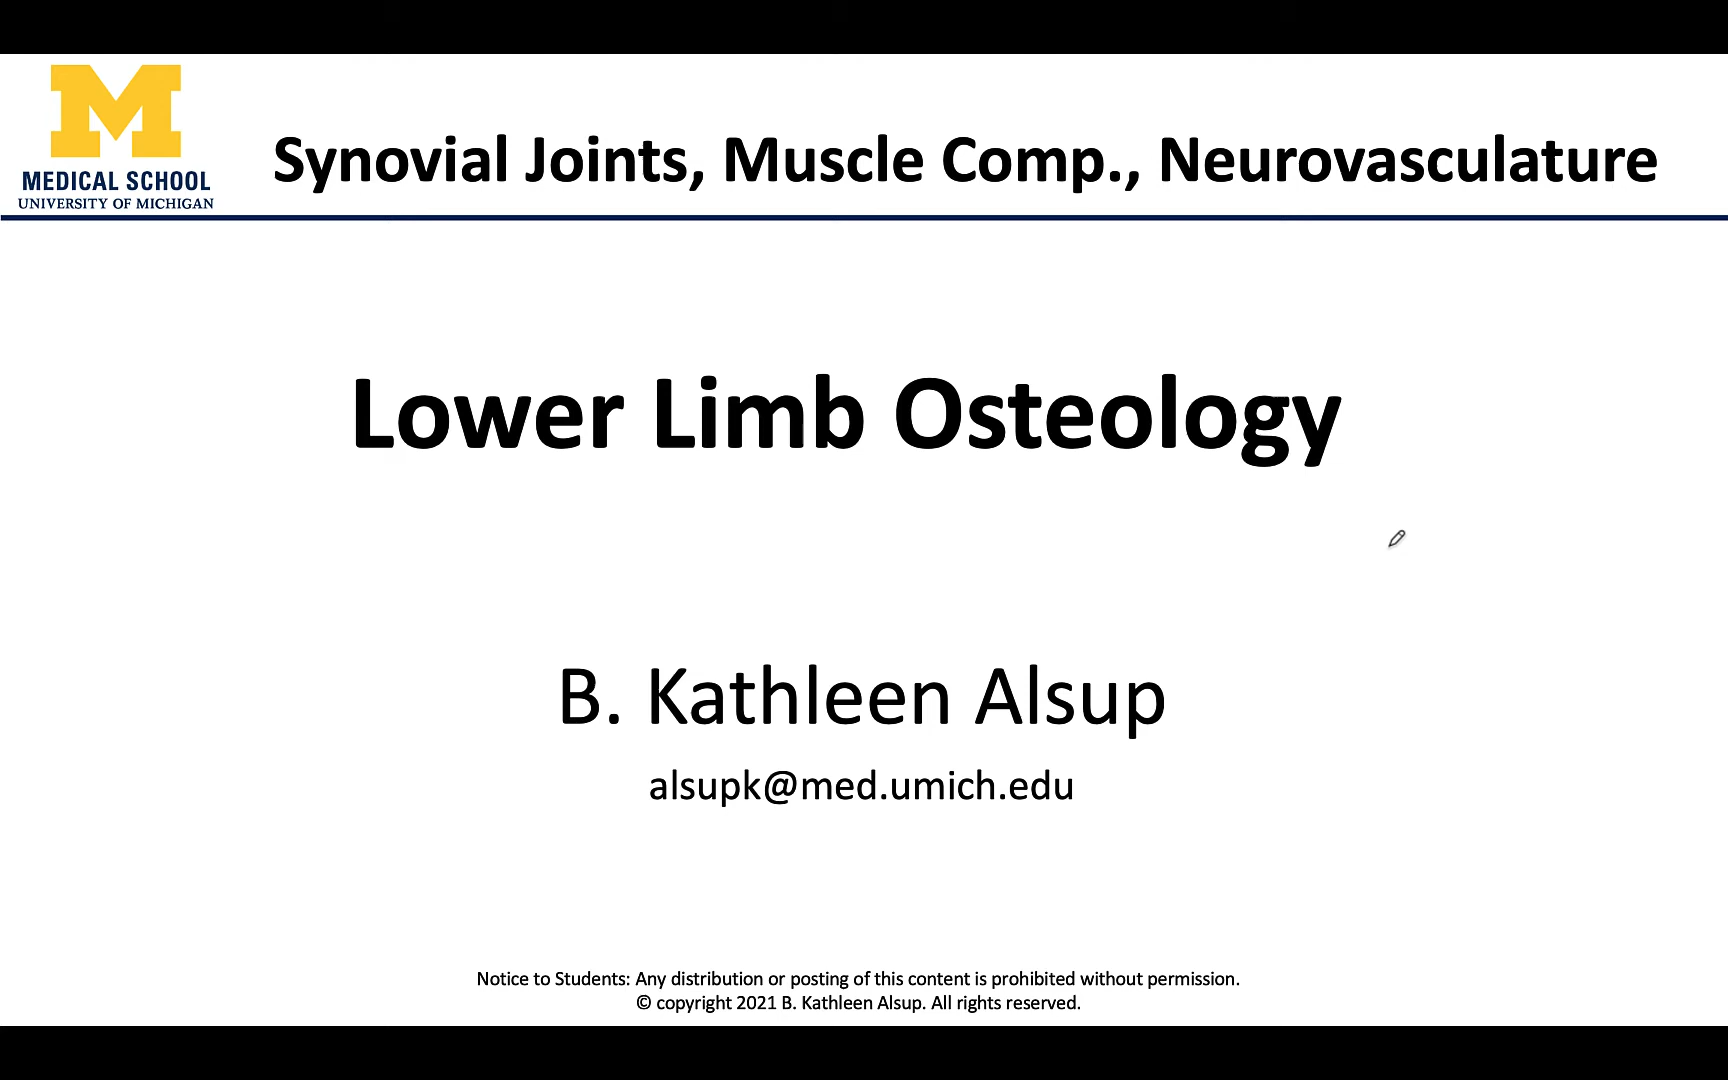 MEDICAL SCHOOL
UNIVERSITY OF MICHIGAN
Synovial Joints, Muscle Comp., Neurovasculature
Lower Limb Osteology
B. Kathleen Alsup
alsupk@med.umich.edu
Notice to Students: Any distribution or posting of this content is prohibited without permission.
© copyright 2021 B. Kathleen Alsup. All rights reserved.